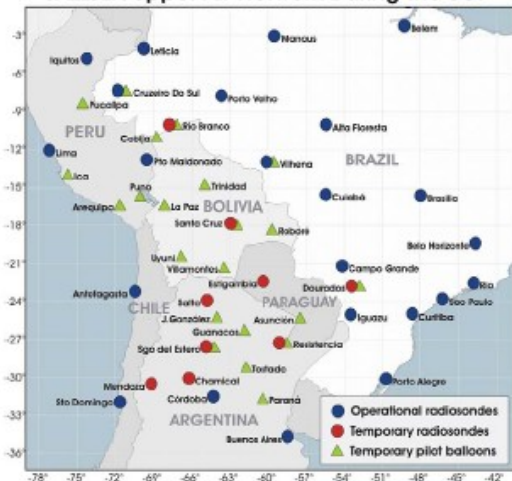 -3°
Manaus
Belem
Iquitos
Leticia
-6°
Pucallpa
Cruzeiro Do Sul
Porto Velho
-9°
PERU
Rio Branco
Alta Floresta
Cobija
-12°
Lima
Pto Maldonado
Vilhena
BRAZIL
Ica
Puno
Trinidad
-15°
Arequipa
La Paz
BOLIVIA
Cuiabá
Brasilia
-18°
Santa Cruz
Robore
Belo Horizonte
-21°
Uyuni
Villamontes
Campo Grande
Antofagasta
Estigarribia
Dourados
Rio
-24°
CHILE
Salta
PARAGUAY
Sao Paulo
J.González
Asunción
Iguazu
Curitiba
-27°
Guanacus
Sgo del Estero
Resistencia
-30°
Tostado
Mendoza
Chamical
Porto Alegre
Sto Domingo
Córdoba
Paraná
-33°
ARGENTINA
Operational radiosondes
Temporary radiosondes
Buenos Aires
Temporary pilot balloons
-36°
-78° -75° -72° -69° -66° -63° -60° -57° -54° -51° -48° -45° -42°